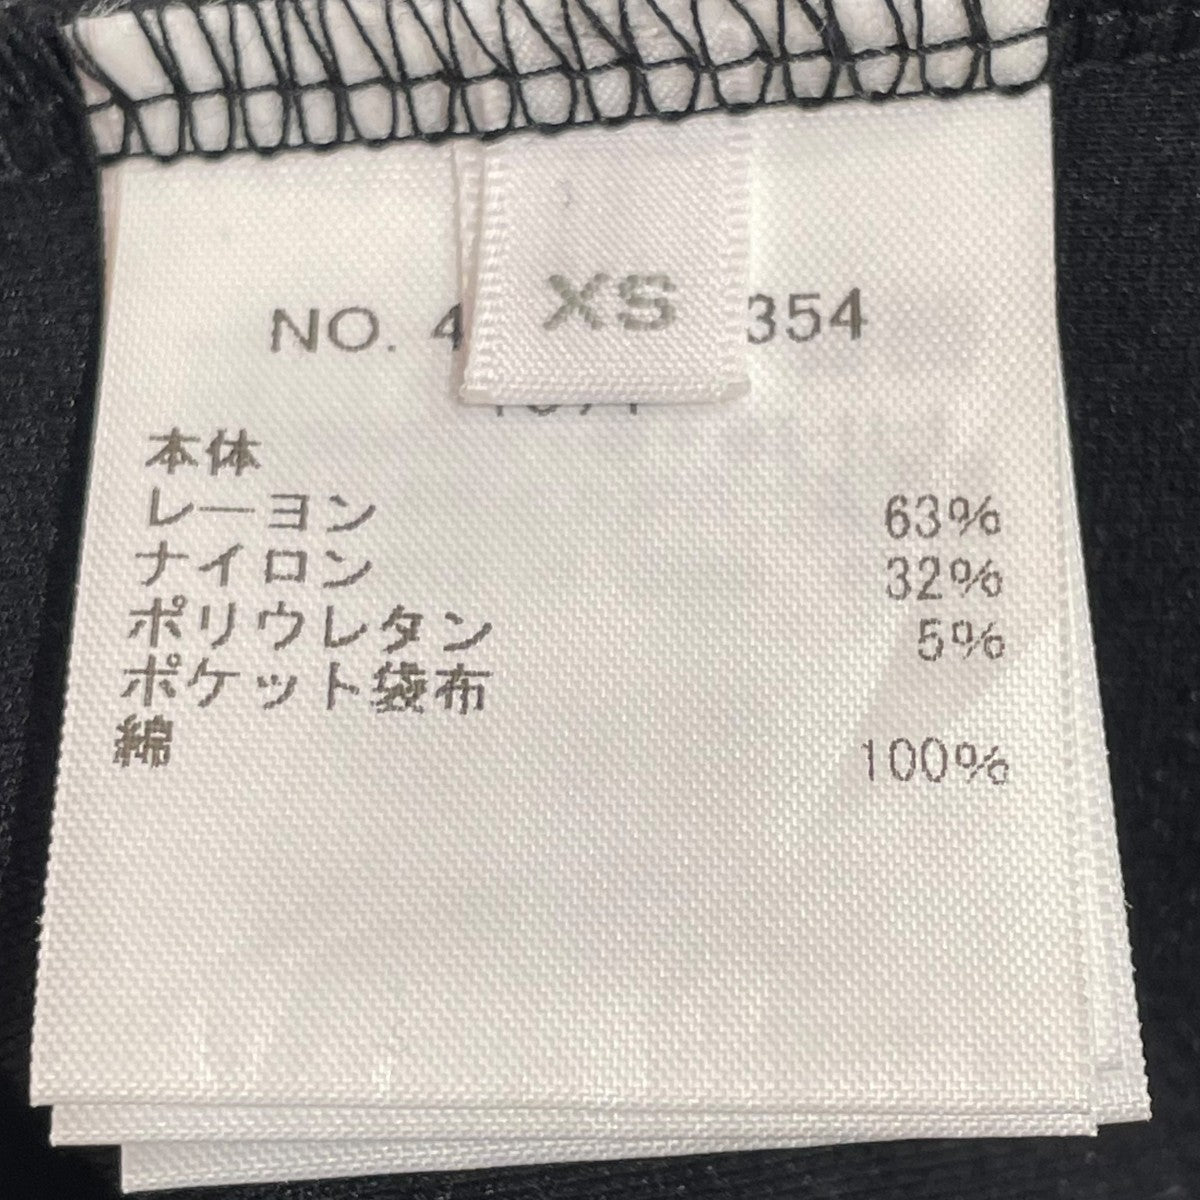 NO. 4
XS
354
本体
レーヨン 63%
ナイロン 32%
ポリウレタン 5%
ポケット袋布
綿 100%